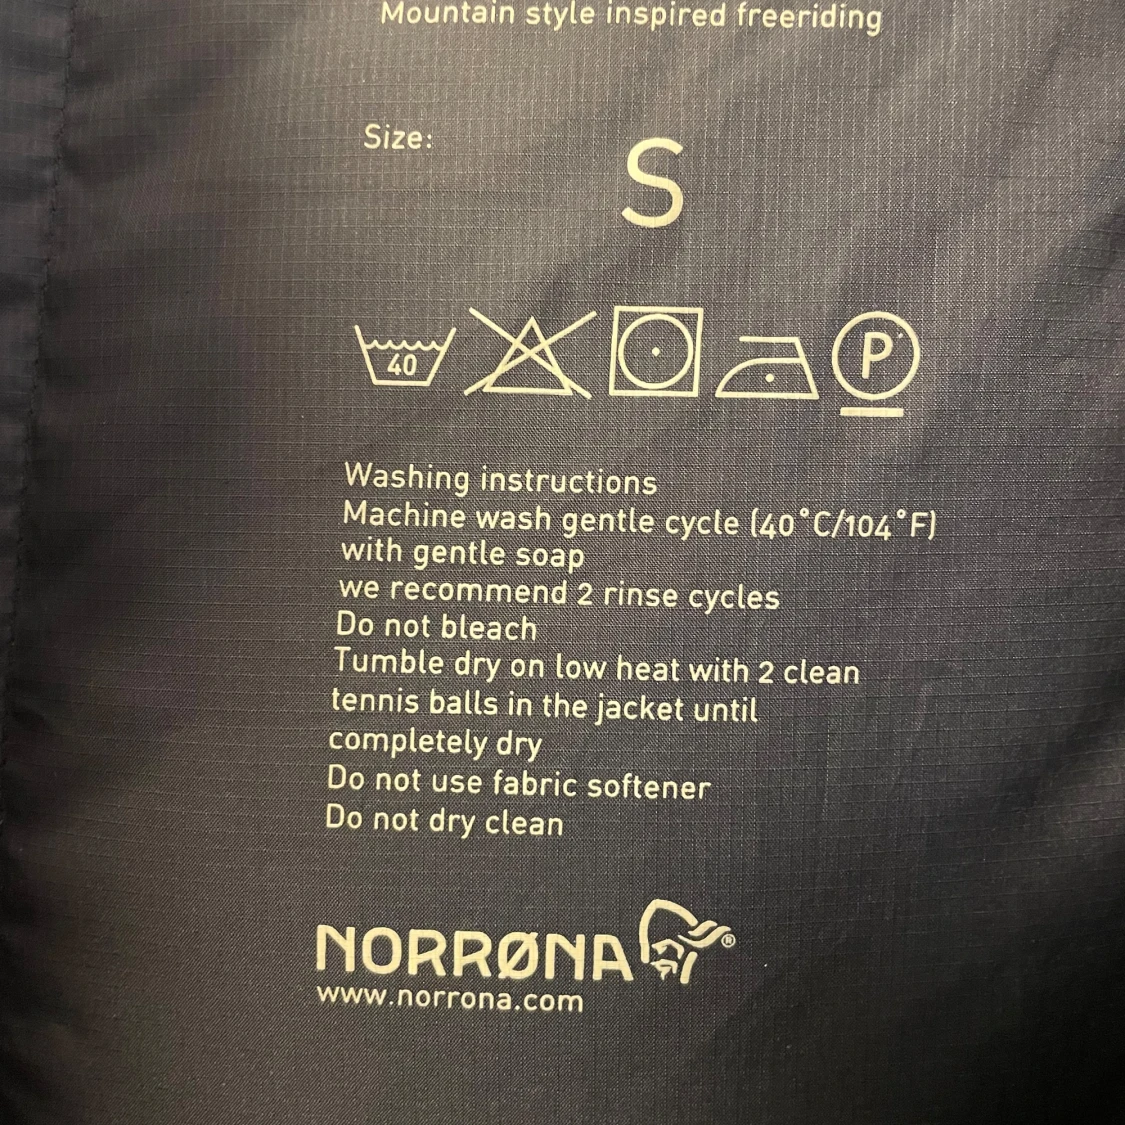 Mountain style inspired freeriding
Size:
S
40
P
Washing instructions
Machine wash gentle cycle (40°C/104°F)
with gentle soap
we recommend 2 rinse cycles
Do not bleach
Tumble dry on low heat with 2 clean
tennis balls in the jacket until
completely dry
Do not use fabric softener
Do not dry clean
NORRØNA®
www.norrona.com